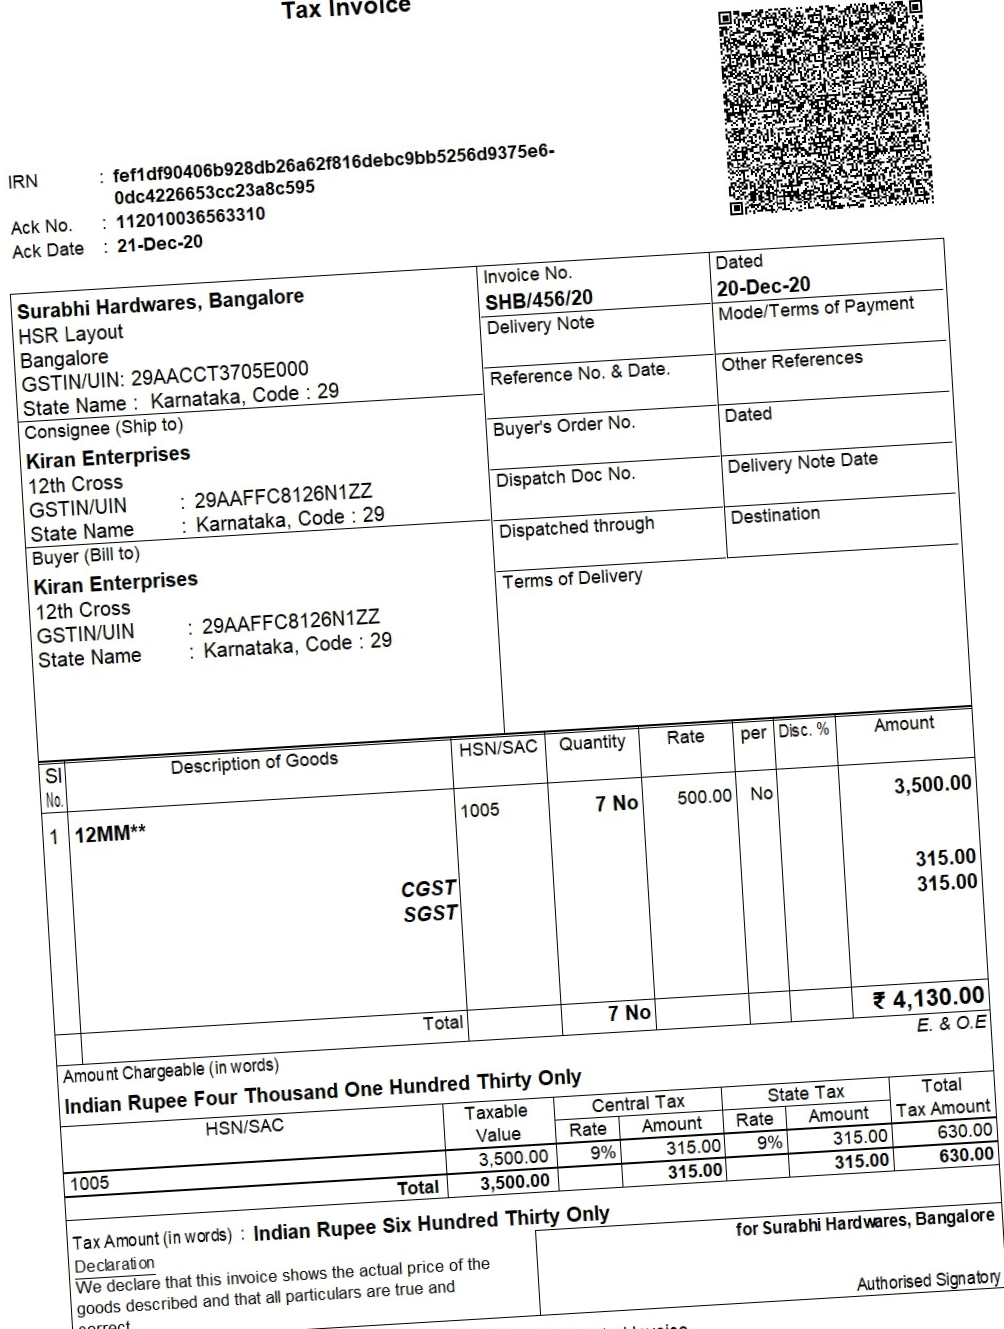 Tax Invoice
IRN : fef1df90406b928db26a62f816debc9bb5256d9375e6-
0dc4226653cc23a8c595
Ack No. : 112010036563310
Ack Date : 21-Dec-20
Surabhi Hardwares, Bangalore
HSR Layout
Bangalore
GSTIN/UIN: 29AACCT3705E000
State Name : Karnataka, Code : 29
Invoice No.
SHB/456/20
Dated
20-Dec-20
Delivery Note
Mode/Terms of Payment
Reference No. & Date.
Other References
Consignee (Ship to)
Kiran Enterprises
12th Cross
GSTIN/UIN : 29AAFFC8126N1ZZ
State Name : Karnataka, Code : 29
Buyer's Order No.
Dated
Dispatch Doc No.
Delivery Note Date
Dispatched through
Destination
Buyer (Bill to)
Kiran Enterprises
12th Cross
GSTIN/UIN : 29AAFFC8126N1ZZ
State Name : Karnataka, Code : 29
Terms of Delivery
Sl No. Description of Goods HSN/SAC Quantity Rate per Disc. % Amount
1 12MM** 1005 7 No 500.00 No 3,500.00
CGST 315.00
SGST 315.00
Total 7 No ₹ 4,130.00
E. & O.E
Amount Chargeable (in words)
Indian Rupee Four Thousand One Hundred Thirty Only
HSN/SAC Taxable Value Central Tax State Tax Total Tax Amount
Rate Amount Rate Amount
1005 3,500.00 9% 315.00 9% 315.00 630.00
Total 3,500.00 315.00 315.00 630.00
Tax Amount (in words) : Indian Rupee Six Hundred Thirty Only
Declaration
We declare that this invoice shows the actual price of the
goods described and that all particulars are true and
correct.
for Surabhi Hardwares, Bangalore
Authorised Signatory
Invoice